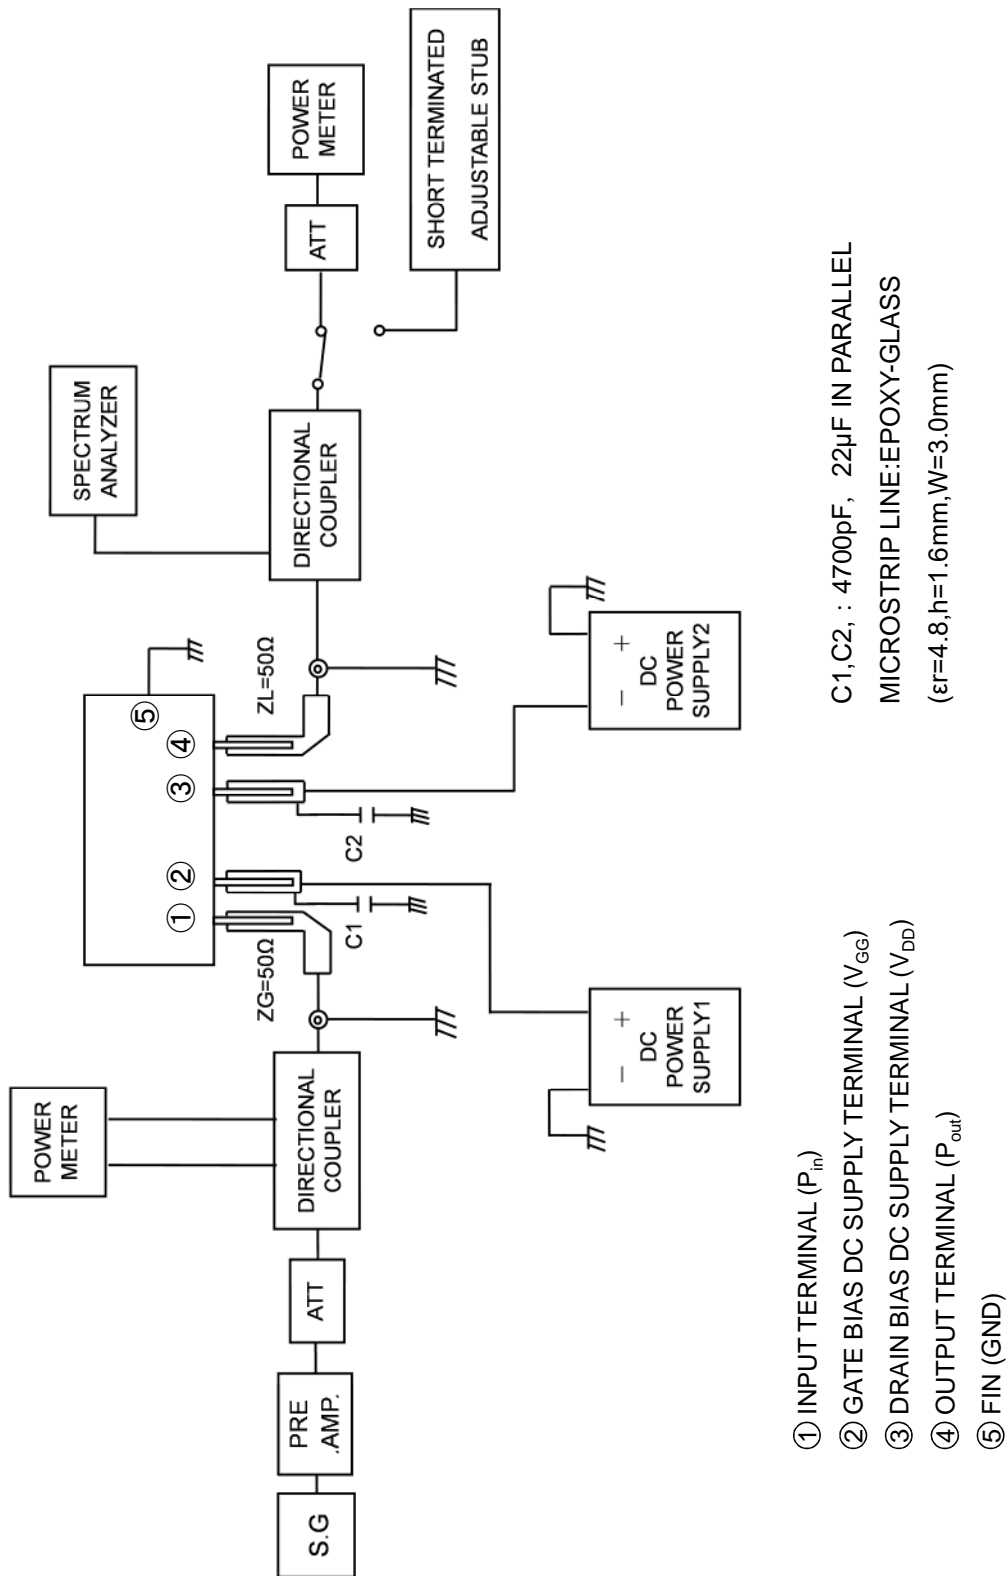 S.G
PRE
.AMP.
ATT
POWER
METER
DIRECTIONAL
COUPLER
ZG=50Ω
① ② ③ ④ ⑤
C1
C2
ZL=50Ω
SPECTRUM
ANALYZER
DIRECTIONAL
COUPLER
ATT
POWER
METER
SHORT TERMINATED
ADJUSTABLE STUB
− +
DC
POWER
SUPPLY1
− +
DC
POWER
SUPPLY2
① INPUT TERMINAL (Pin)
② GATE BIAS DC SUPPLY TERMINAL (VGG)
③ DRAIN BIAS DC SUPPLY TERMINAL (VDD)
④ OUTPUT TERMINAL (Pout)
⑤ FIN (GND)
C1,C2, : 4700pF, 22μF IN PARALLEL
MICROSTRIP LINE:EPOXY-GLASS
(εr=4.8,h=1.6mm,W=3.0mm)